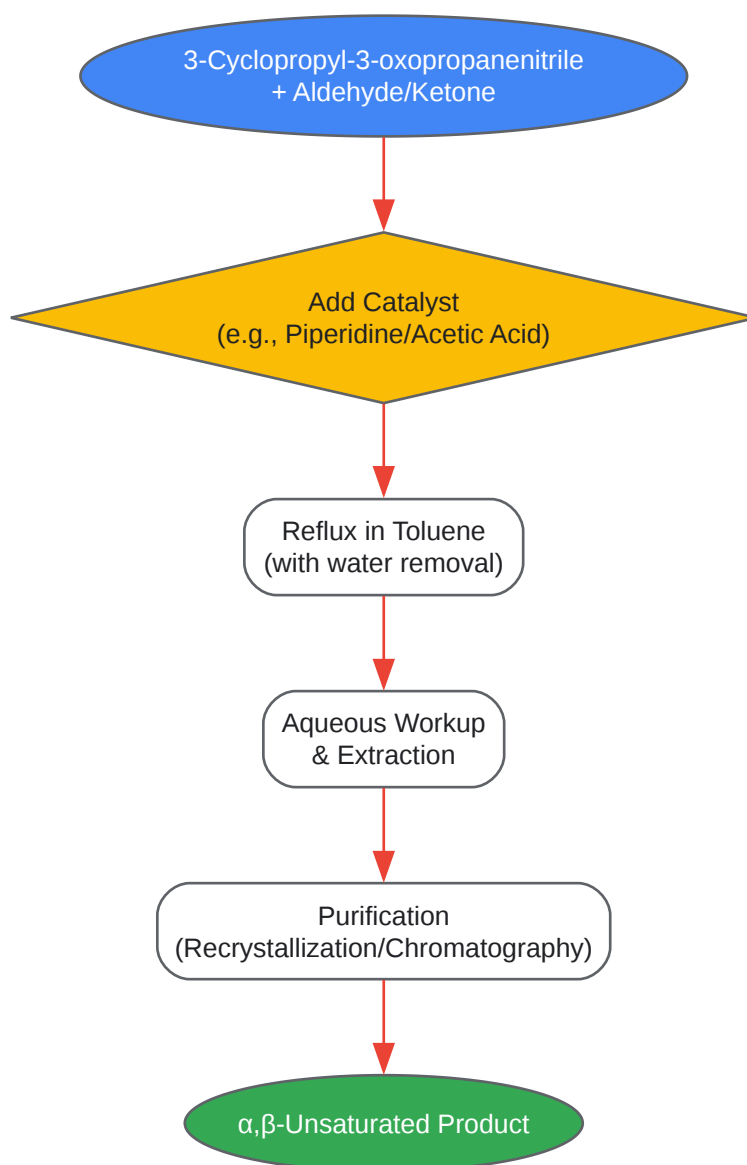 3-Cyclopropyl-3-oxopropanenitrile
+ Aldehyde/Ketone
Add Catalyst
(e.g., Piperidine/Acetic Acid)
Reflux in Toluene
(with water removal)
Aqueous Workup
& Extraction
Purification
(Recrystallization/Chromatography)
α,β-Unsaturated Product